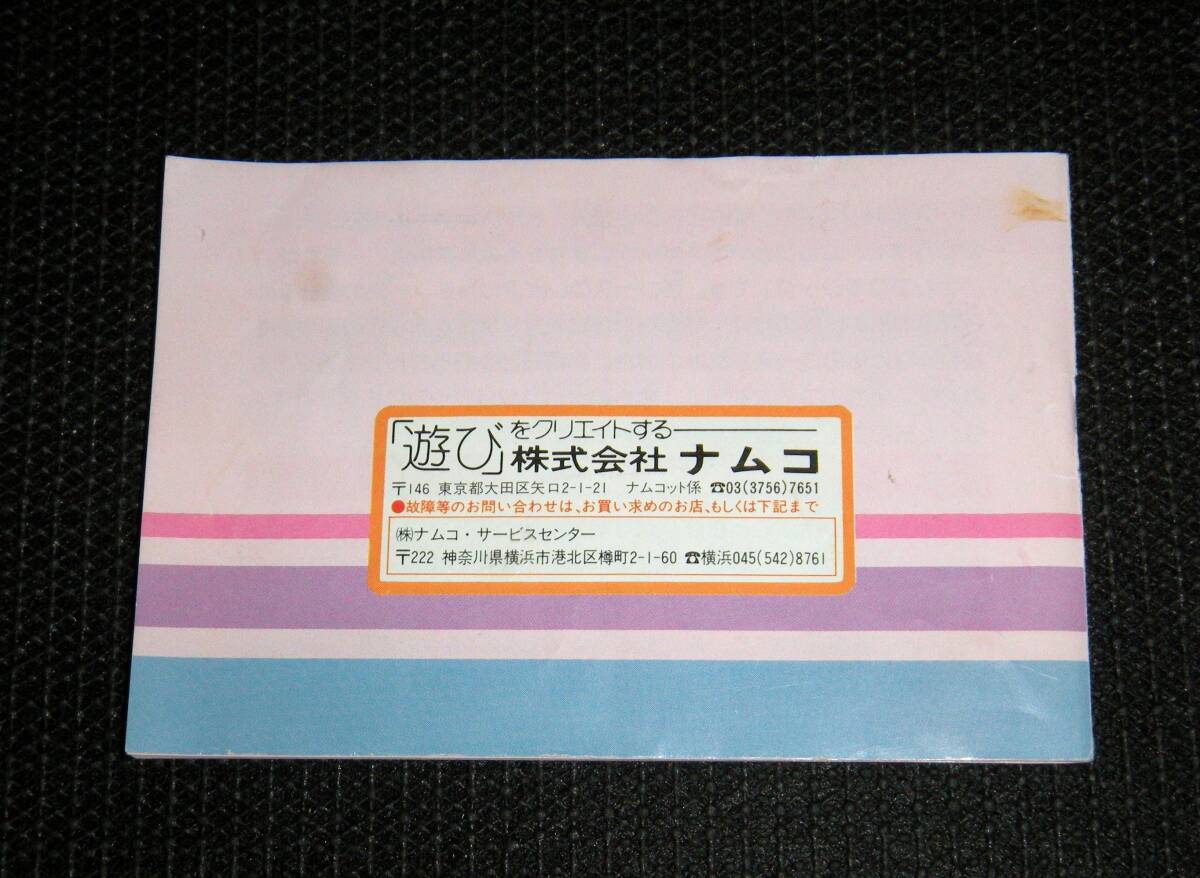 「遊び」をクリエイトする
株式会社 ナムコ
〒146 東京都大田区矢口2-1-21 ナムコット係 ☎03(3756)7651
●故障等のお問い合わせは、お買い求めのお店、もしくは下記まで
㈱ナムコ・サービスセンター
〒222 神奈川県横浜市港北区樽町2-1-60 ☎横浜045(542)8761